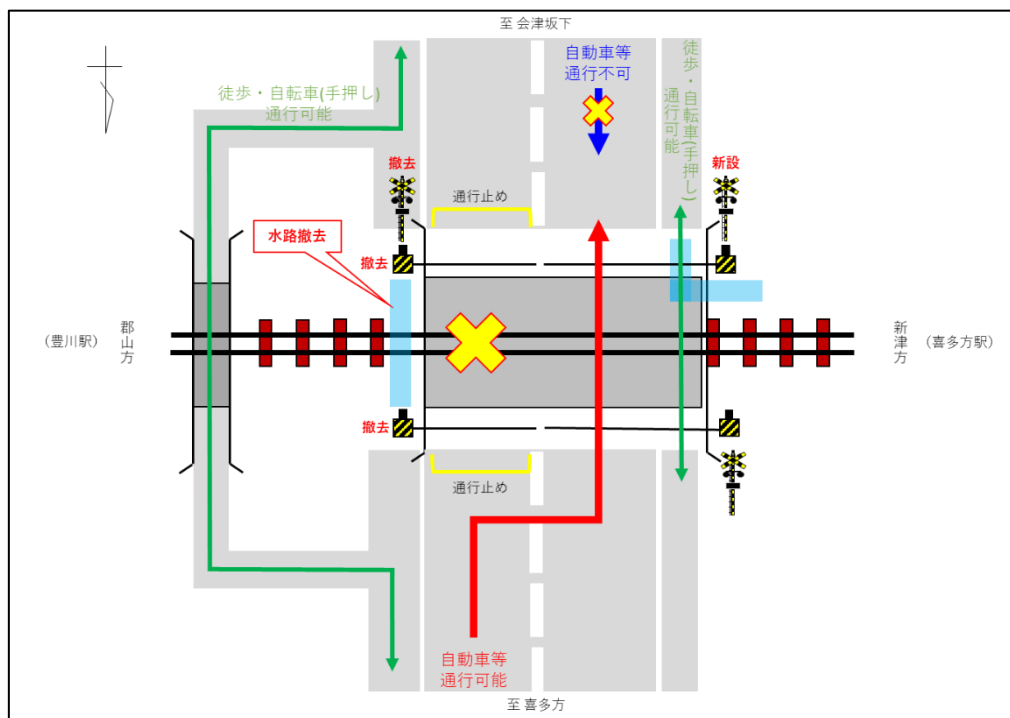 至 会津坂下
自動車等
通行不可
徒歩・自転車(手押し)
通行可能
徒歩・自転車(手押し)
通行可能
撤去
新設
通行止め
水路撤去
撤去
(豊川駅)
郡山方
新津方
(喜多方駅)
撤去
通行止め
自動車等
通行可能
至 喜多方